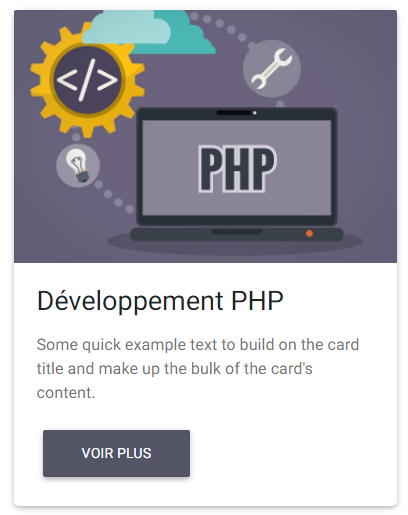 </>
PHP
Développement PHP
Some quick example text to build on the card
title and make up the bulk of the card's
content.
VOIR PLUS